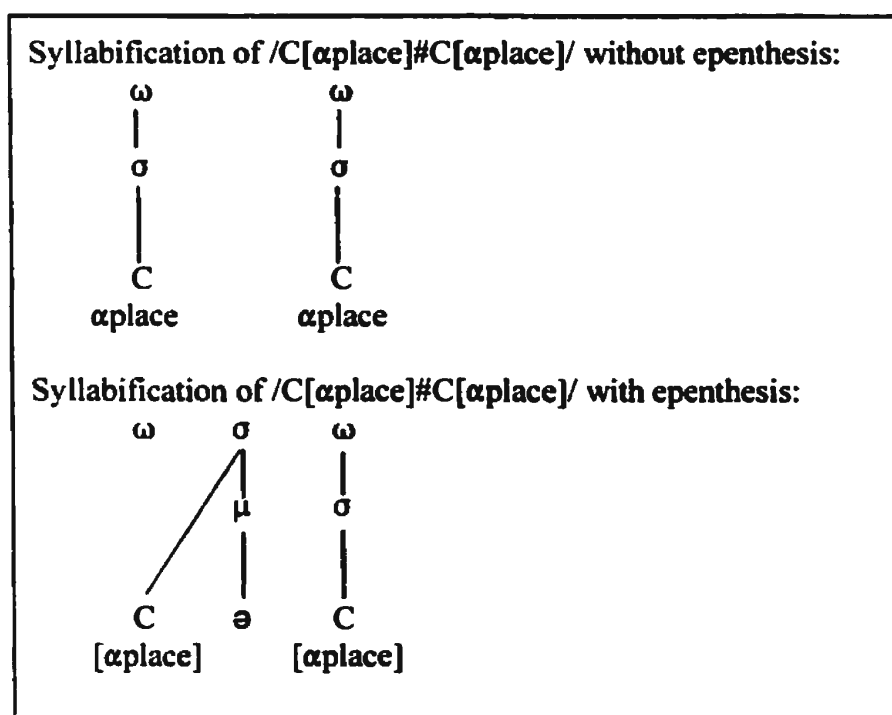 Syllabification of /C[αplace]#C[αplace]/ without epenthesis:
ω ω
σ σ
C C
αplace αplace
Syllabification of /C[αplace]#C[αplace]/ with epenthesis:
ω σ ω
μ σ
C ə C
[αplace] [αplace]